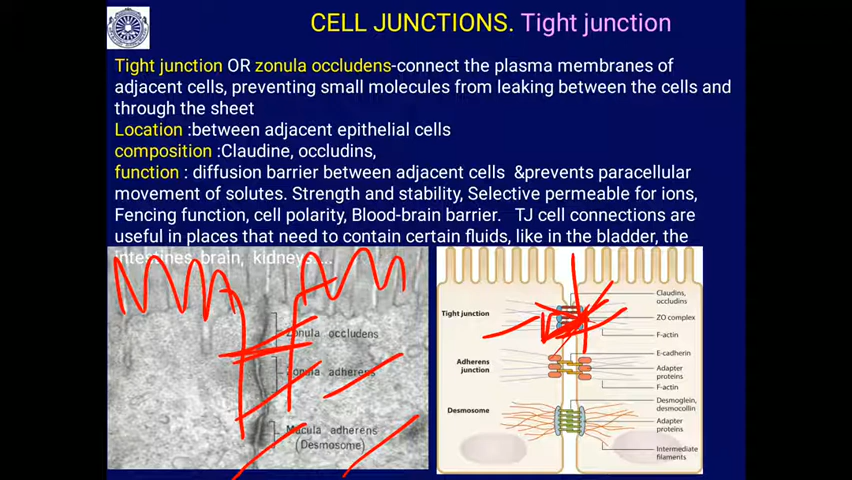 CELL JUNCTIONS. Tight junction
Tight junction OR zonula occludens-connect the plasma membranes of
adjacent cells, preventing small molecules from leaking between the cells and
through the sheet
Location :between adjacent epithelial cells
composition :Claudine, occludins,
function : diffusion barrier between adjacent cells &prevents paracellular
movement of solutes. Strength and stability, Selective permeable for ions,
Fencing function, cell polarity, Blood-brain barrier. TJ cell connections are
useful in places that need to contain certain fluids, like in the bladder, the
intestines, brain, kidneys....
Zonula occludens
Zonula adherens
Macula adherens
(Desmosome)
Tight junction
Adherens
junction
Desmosome
Claudins,
occludins
ZO complex
F-actin
E-cadherin
Adapter
proteins
F-actin
Desmoglein,
desmocollin
Adapter
proteins
Intermediate
filaments